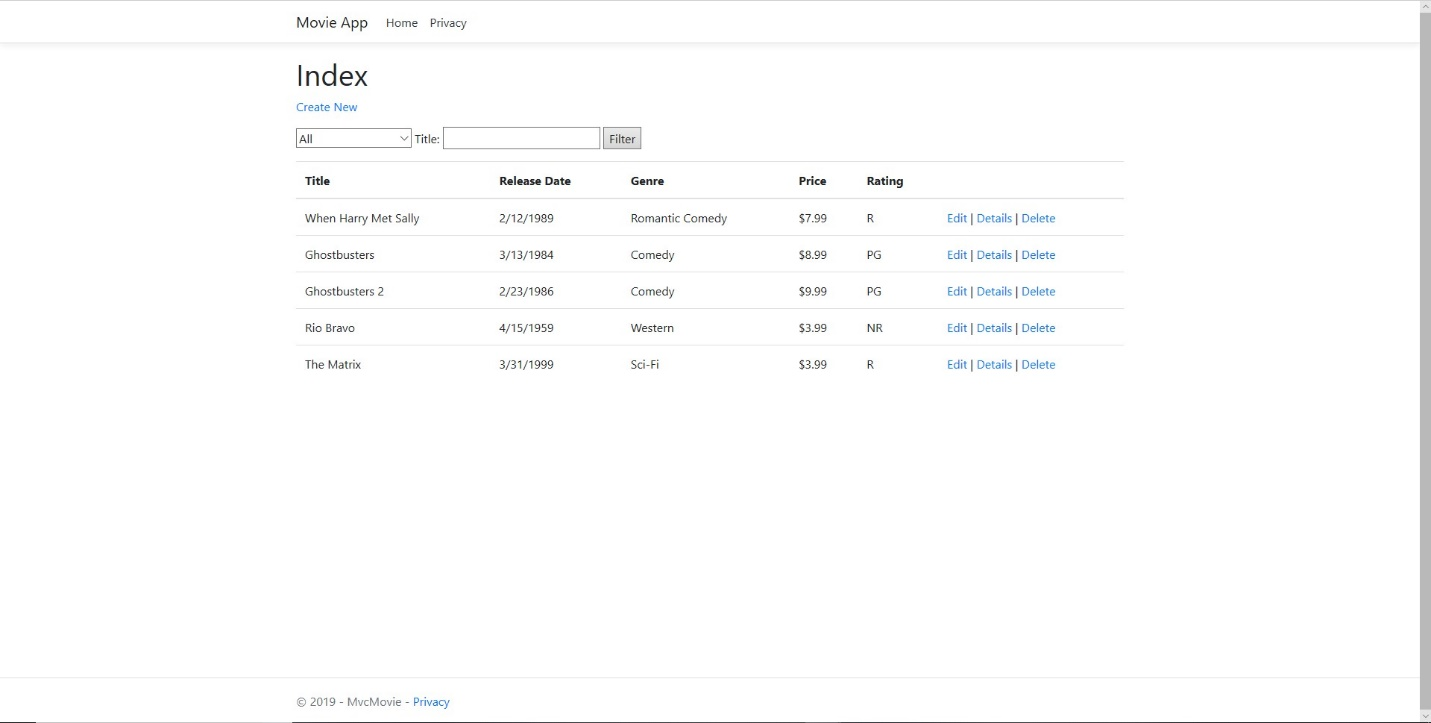 Movie App Home Privacy
Index
Create New
All Title: Filter
Title Release Date Genre Price Rating
When Harry Met Sally 2/12/1989 Romantic Comedy $7.99 R Edit | Details | Delete
Ghostbusters 3/13/1984 Comedy $8.99 PG Edit | Details | Delete
Ghostbusters 2 2/23/1986 Comedy $9.99 PG Edit | Details | Delete
Rio Bravo 4/15/1959 Western $3.99 NR Edit | Details | Delete
The Matrix 3/31/1999 Sci-Fi $3.99 R Edit | Details | Delete
© 2019 - MvcMovie - Privacy